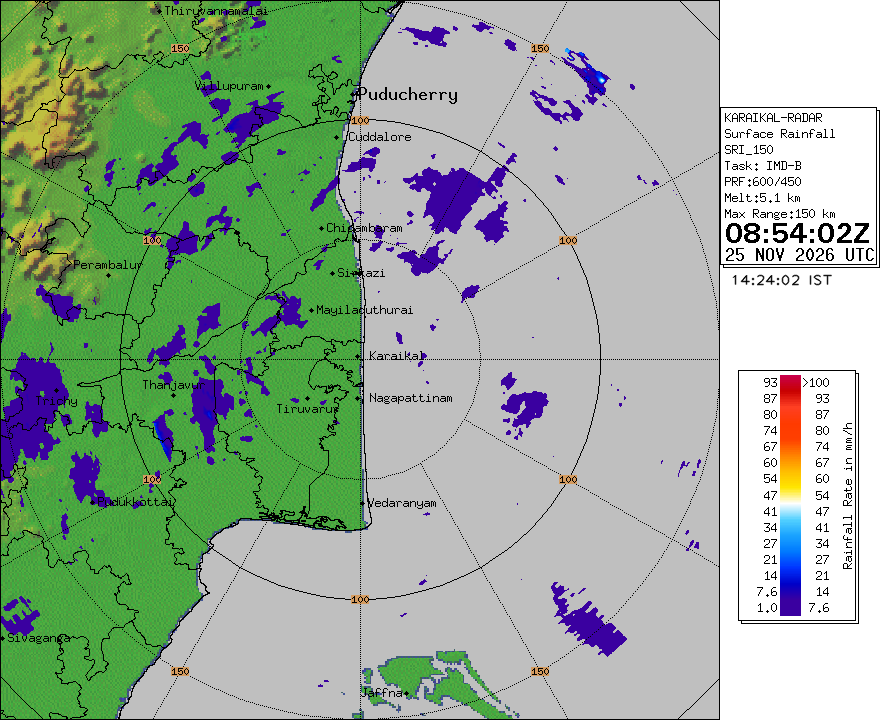 Thiruvannamalai
150
150
Villupuram
Puducherry
100
Cuddalore
Chidambaram
100
100
Perambalur
Sirkazi
Mayiladuthurai
Karaikal
Thanjavur
Trichy
Tiruvarur
Nagapattinam
100
100
Pudukkottai
Vedaranyam
100
Sivaganga
150
150
Jaffna
KARAIKAL-RADAR
Surface Rainfall
SRI_150
Task: IMD-B
PRF:600/450
Melt:5.1 km
Max Range:150 km
08:54:02Z
25 NOV 2026 UTC
14:24:02 IST
93 >100
87 93
80 87
74 80
67 74
60 67
54 60
47 54
41 47
34 41
27 34
21 27
14 21
7.6 14
1.0 7.6
Rainfall Rate in mm/h